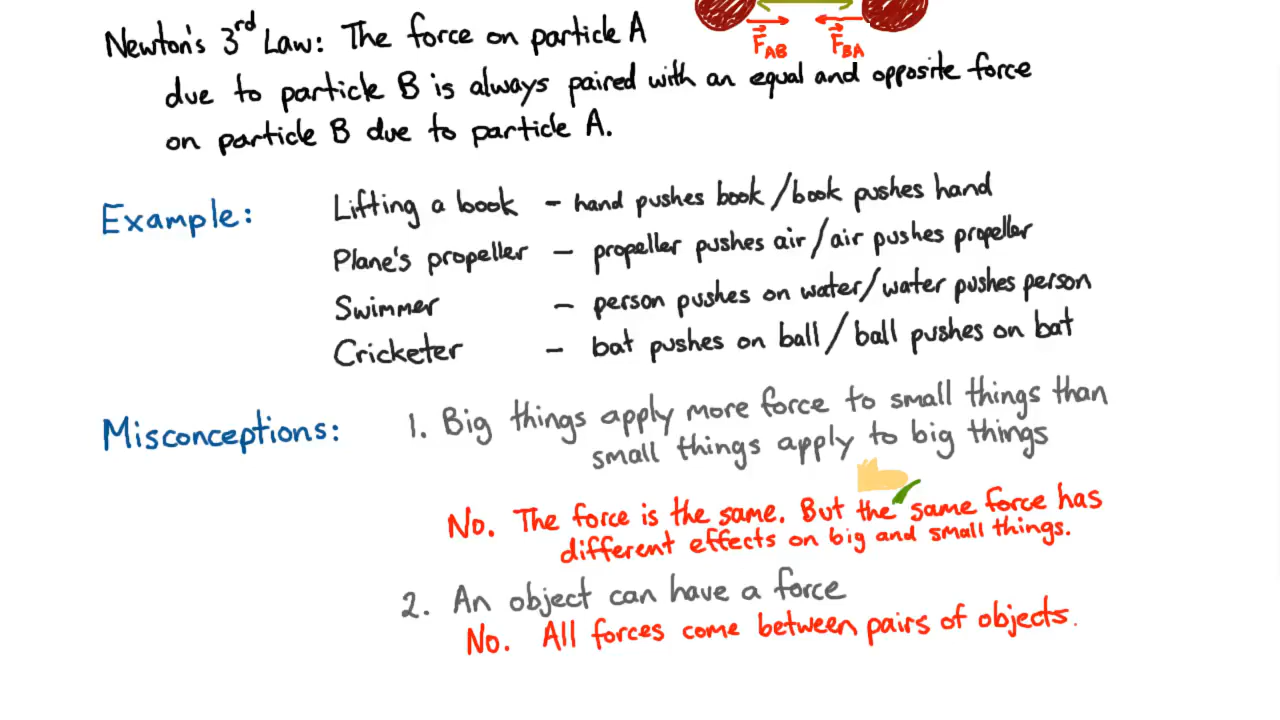 F⃗AB F⃗BA
Newton's 3rd Law: The force on particle A
due to particle B is always paired with an equal and opposite force
on particle B due to particle A.
Example: Lifting a book - hand pushes book/book pushes hand
Plane's propeller - propeller pushes air/air pushes propeller
Swimmer - person pushes on water/water pushes person
Cricketer - bat pushes on ball/ball pushes on bat
Misconceptions: 1. Big things apply more force to small things than
small things apply to big things
No. The force is the same. But the same force has
different effects on big and small things.
2. An object can have a force
No. All forces come between pairs of objects.